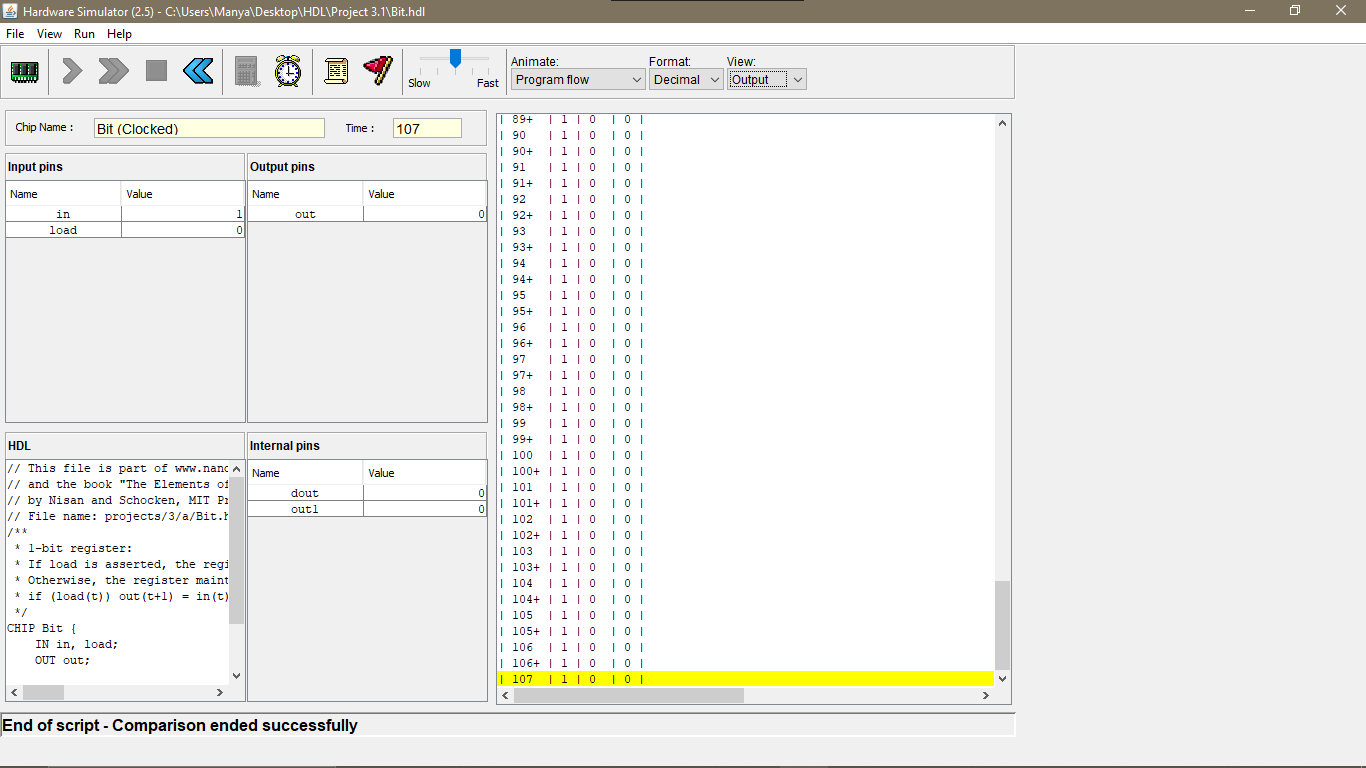 Hardware Simulator (2.5) - C:\Users\Manya\Desktop\HDL\Project 3.1\Bit.hdl
File View Run Help
Slow Fast
Animate: Format: View:
Program flow Decimal Output
Chip Name : Bit (Clocked) Time : 107
Input pins
Name Value
in 1
load 0
Output pins
Name Value
out 0
HDL
// This file is part of www.nand
// and the book "The Elements of
// by Nisan and Schocken, MIT Pr
// File name: projects/3/a/Bit.h
/**
* 1-bit register:
* If load is asserted, the regi
* Otherwise, the register maint
* if (load(t)) out(t+1) = in(t)
*/
CHIP Bit {
IN in, load;
OUT out;
Internal pins
Name Value
dout 0
out1 0
| 89+ | 1 | 0 | 0 |
| 90 | 1 | 0 | 0 |
| 90+ | 1 | 0 | 0 |
| 91 | 1 | 0 | 0 |
| 91+ | 1 | 0 | 0 |
| 92 | 1 | 0 | 0 |
| 92+ | 1 | 0 | 0 |
| 93 | 1 | 0 | 0 |
| 93+ | 1 | 0 | 0 |
| 94 | 1 | 0 | 0 |
| 94+ | 1 | 0 | 0 |
| 95 | 1 | 0 | 0 |
| 95+ | 1 | 0 | 0 |
| 96 | 1 | 0 | 0 |
| 96+ | 1 | 0 | 0 |
| 97 | 1 | 0 | 0 |
| 97+ | 1 | 0 | 0 |
| 98 | 1 | 0 | 0 |
| 98+ | 1 | 0 | 0 |
| 99 | 1 | 0 | 0 |
| 99+ | 1 | 0 | 0 |
| 100 | 1 | 0 | 0 |
| 100+ | 1 | 0 | 0 |
| 101 | 1 | 0 | 0 |
| 101+ | 1 | 0 | 0 |
| 102 | 1 | 0 | 0 |
| 102+ | 1 | 0 | 0 |
| 103 | 1 | 0 | 0 |
| 103+ | 1 | 0 | 0 |
| 104 | 1 | 0 | 0 |
| 104+ | 1 | 0 | 0 |
| 105 | 1 | 0 | 0 |
| 105+ | 1 | 0 | 0 |
| 106 | 1 | 0 | 0 |
| 106+ | 1 | 0 | 0 |
| 107 | 1 | 0 | 0 |
End of script - Comparison ended successfully